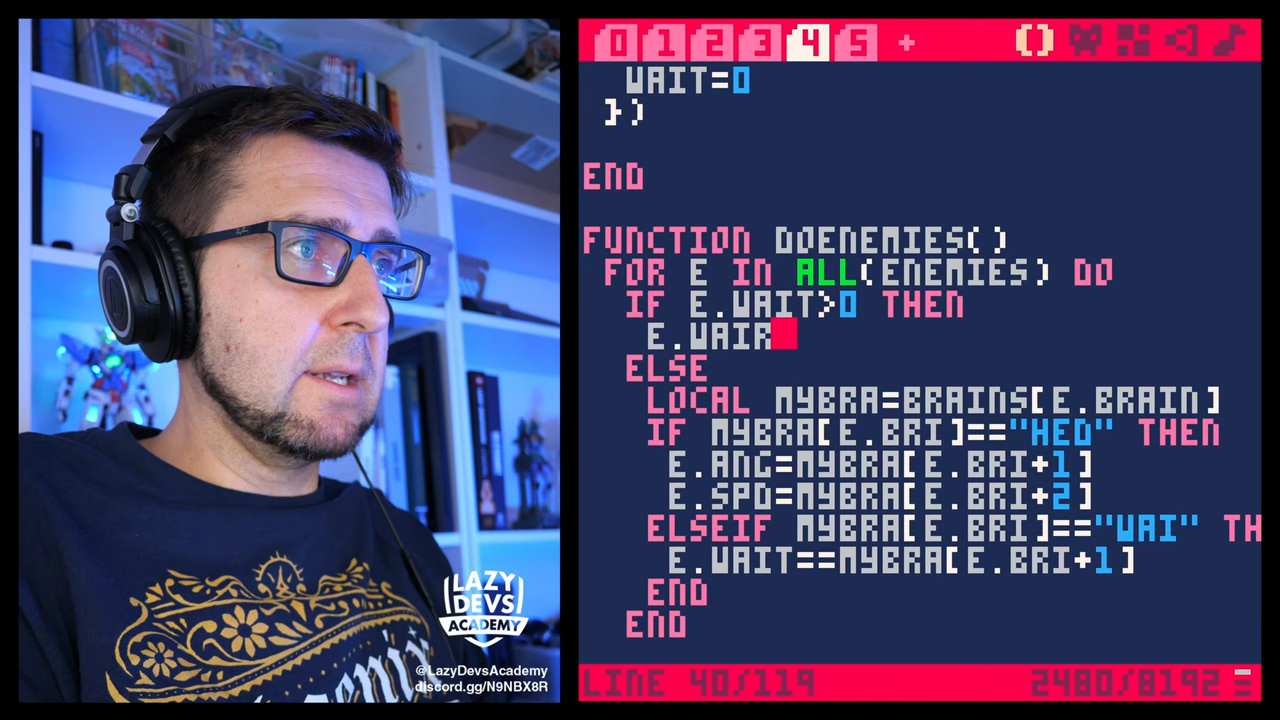 0 1 2 3 4 5 + ()
WAIT=0
})
END
FUNCTION DOENEMIES()
FOR E IN ALL(ENEMIES) DO
IF E.WAIT>0 THEN
E.WAIR
ELSE
LOCAL MYBRA=BRAINS[E.BRAIN]
IF MYBRA[E.BRI]=="HED" THEN
E.ANG=MYBRA[E.BRI+1]
E.SPD=MYBRA[E.BRI+2]
ELSEIF MYBRA[E.BRI]=="WAI" TH
E.WAIT==MYBRA[E.BRI+1]
END
END
LINE 40/119 2480/8192
LAZY
DEVS
ACADEMY
@LazyDevsAcademy
discord.gg/N9NBX8R